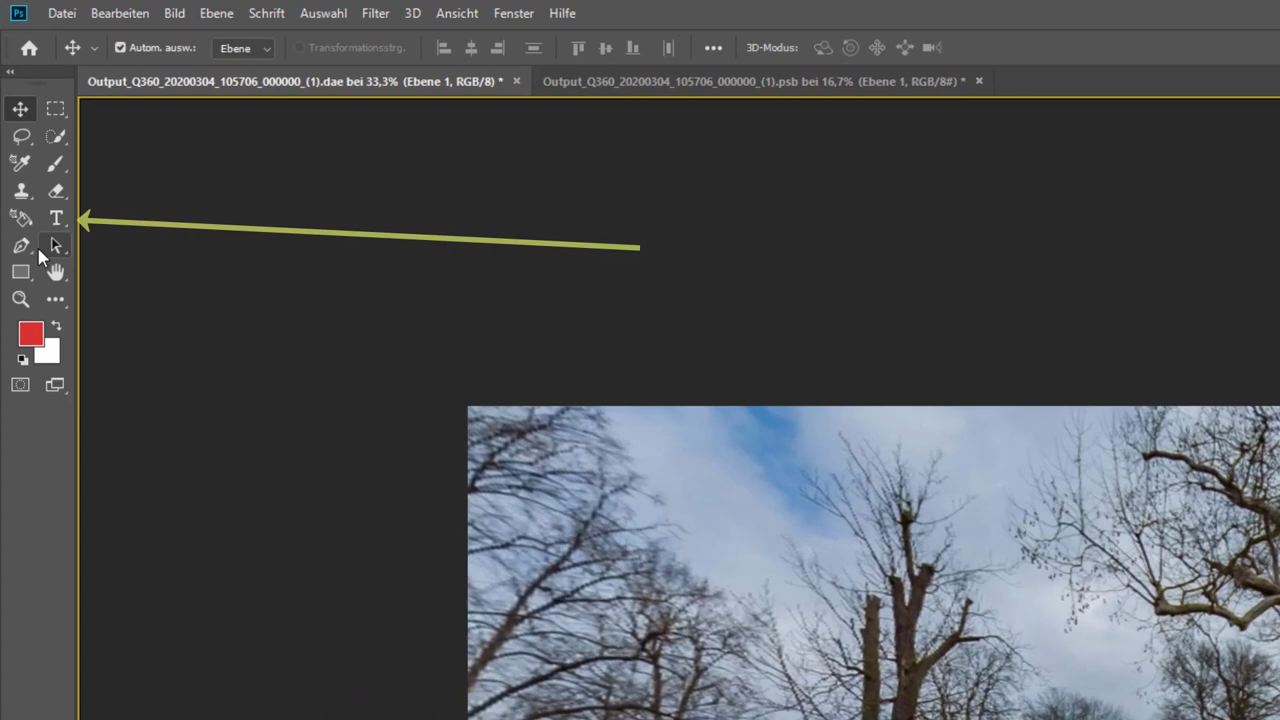 Ps Datei Bearbeiten Bild Ebene Schrift Auswahl Filter 3D Ansicht Fenster Hilfe
Autom. ausw.: Ebene Transformationsstrg. 3D-Modus:
Output_Q360_20200304_105706_000000_(1).dae bei 33,3% (Ebene 1, RGB/8) * Output_Q360_20200304_105706_000000_(1).psb bei 16,7% (Ebene 1, RGB/8#) *
T